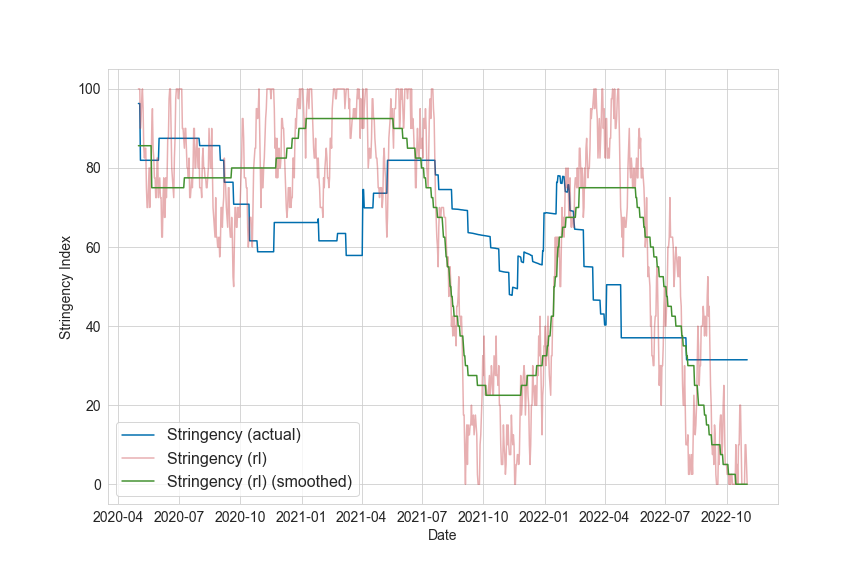 100
80
60
40
20
0
Stringency Index
Stringency (actual)
Stringency (rl)
Stringency (rl) (smoothed)
2020-04 2020-07 2020-10 2021-01 2021-04 2021-07 2021-10 2022-01 2022-04 2022-07 2022-10
Date